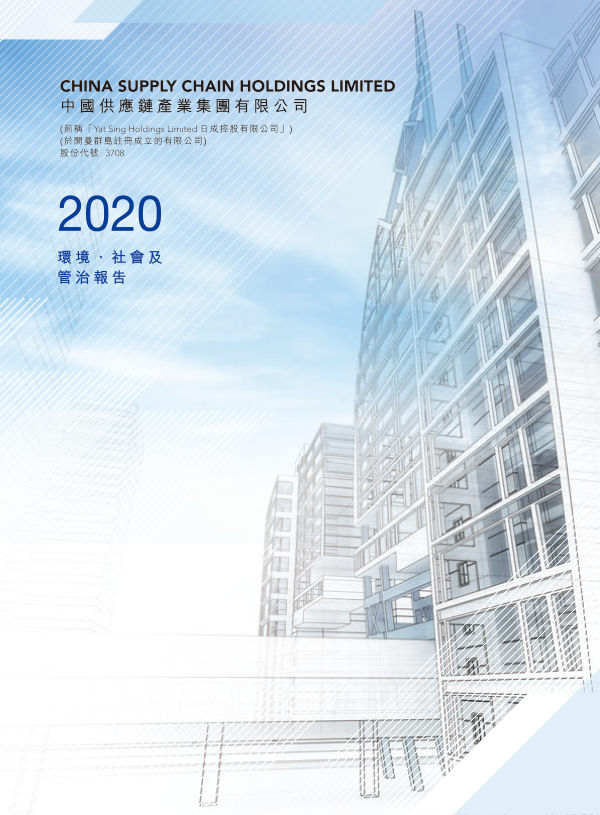 CHINA SUPPLY CHAIN HOLDINGS LIMITED
中國供應鏈產業集團有限公司
(前稱「Yat Sing Holdings Limited 日成控股有限公司」)
(於開曼群島註冊成立的有限公司)
股份代號 3708
2020
環境、社會及
管治報告